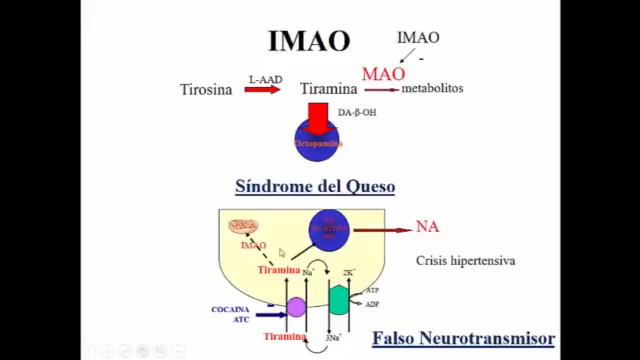 IMAO
IMAO
-
MAO
L-AAD
Tirosina
Tiramina
metabolitos
DA-β-OH
Octopamina
Síndrome del Queso
NA
IMAO
Crisis hipertensiva
Tiramina Na⁺ 2K⁺
ATP
ADP
COCAINA
ATC
-
Tiramina 3Na⁺
Falso Neurotransmisor